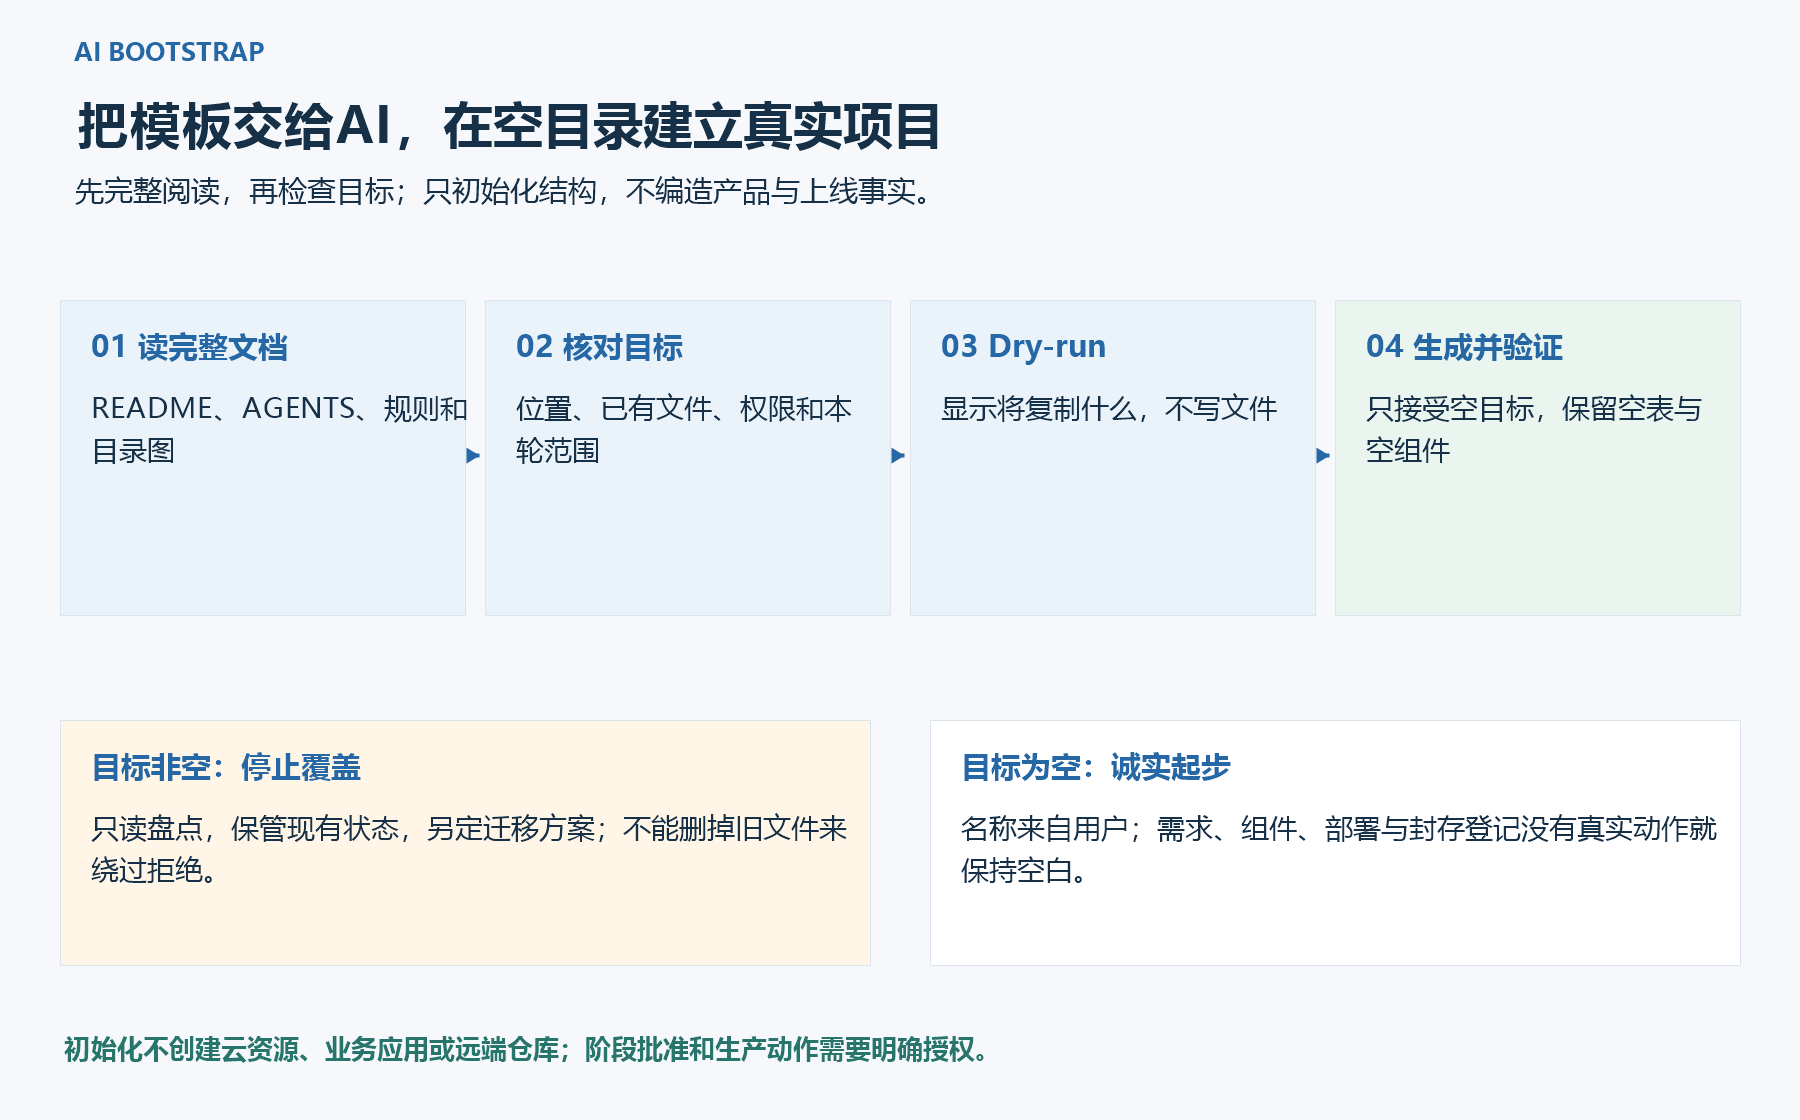 AI BOOTSTRAP
把模板交给AI，在空目录建立真实项目
先完整阅读，再检查目标；只初始化结构，不编造产品与上线事实。
01 读完整文档
README、AGENTS、规则和
目录图
02 核对目标
位置、已有文件、权限和本
轮范围
03 Dry-run
显示将复制什么，不写文件
04 生成并验证
只接受空目标，保留空表与
空组件
目标非空：停止覆盖
只读盘点，保管现有状态，另定迁移方案；不能删掉旧文件来
绕过拒绝。
目标为空：诚实起步
名称来自用户；需求、组件、部署与封存登记没有真实动作就
保持空白。
初始化不创建云资源、业务应用或远端仓库；阶段批准和生产动作需要明确授权。